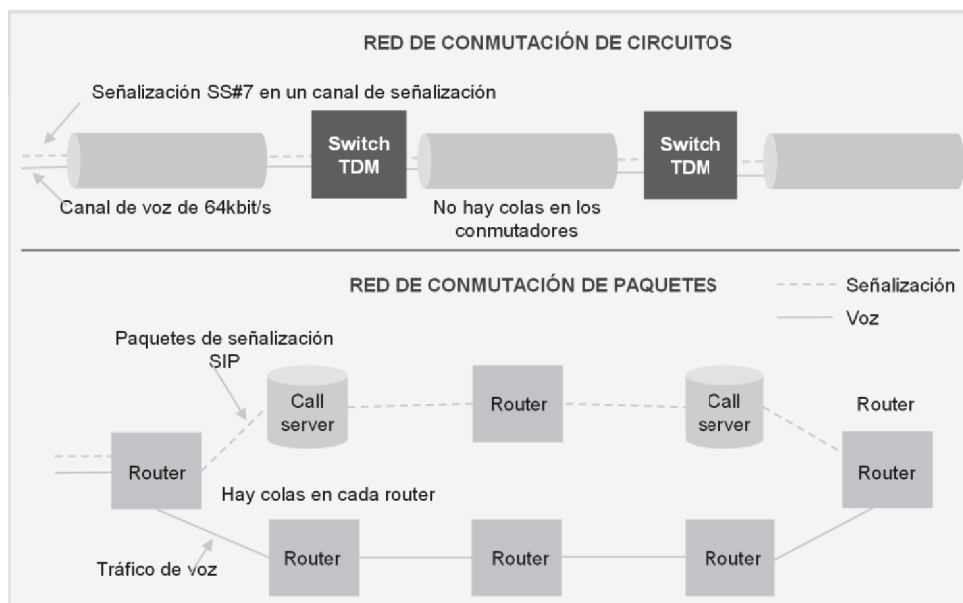 RED DE CONMUTACIÓN DE CIRCUITOS
Señalización SS#7 en un canal de señalización
Switch
TDM
Switch
TDM
Canal de voz de 64kbit/s
No hay colas en los
conmutadores
RED DE CONMUTACIÓN DE PAQUETES
Señalización
Voz
Paquetes de señalización
SIP
Call
server
Router
Call
server
Router
Router
Router
Hay colas en cada router
Router
Router
Router
Tráfico de voz